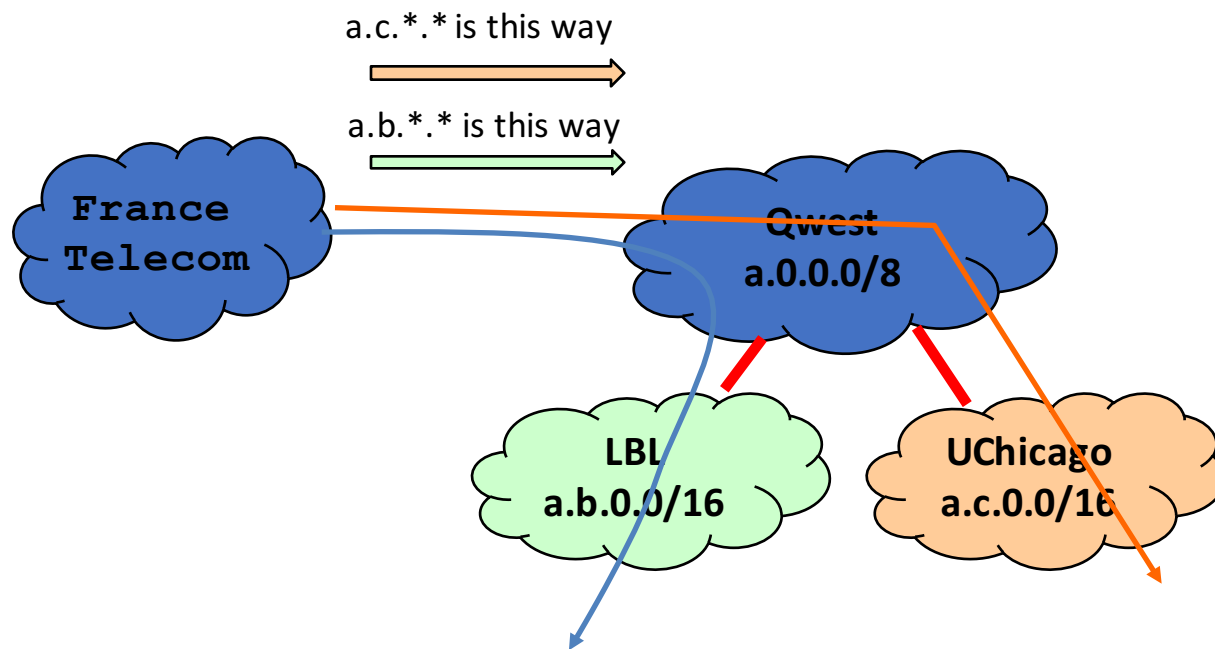 a.c.*.* is this way
a.b.*.* is this way
France
Telecom
Qwest
a.0.0.0/8
LBL
a.b.0.0/16
UChicago
a.c.0.0/16